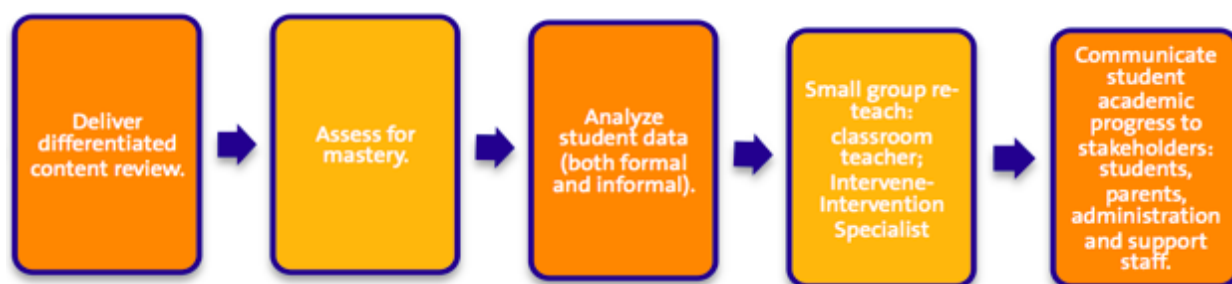 Deliver
differentiated
content review.
Assess for
mastery.
Analyze
student data
(both formal
and informal).
Small group re-
teach:
classroom
teacher;
Intervene-
Intervention
Specialist
Communicate
student
academic
progress to
stakeholders:
students,
parents,
administration
and support
staff.